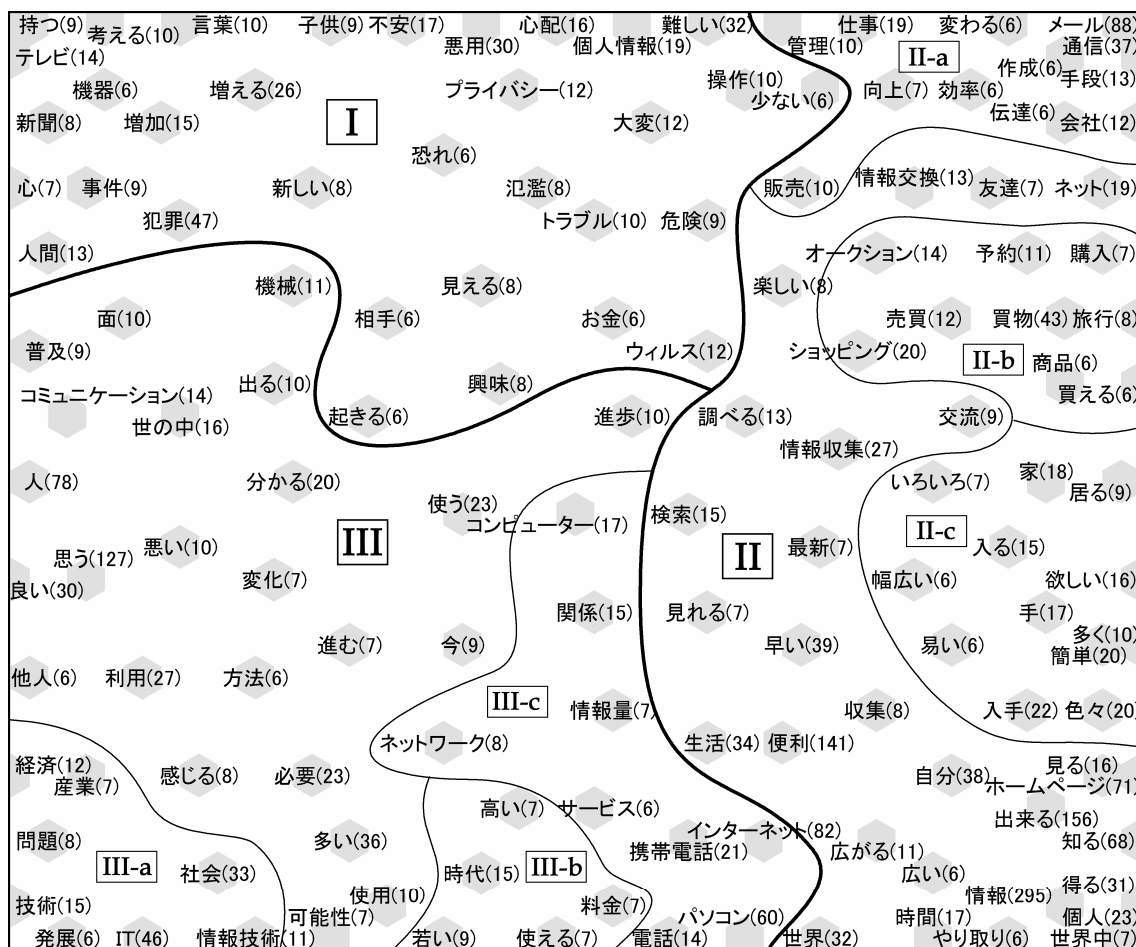 持つ(9) 考える(10) 言葉(10) 子供(9) 不安(17) 心配(16) 難しい(32) 仕事(19) 変わる(6) メール(88)
テレビ(14) 悪用(30) 個人情報(19) 管理(10) II-a 通信(37)
機器(6) 増える(26) プライバシー(12) 操作(10) 少ない(6) 向上(7) 効率(6) 作成(6) 手段(13)
新聞(8) 増加(15) I 大変(12) 伝達(6) 会社(12)
恐れ(6)
心(7) 事件(9) 新しい(8) 氾濫(8) 販売(10) 情報交換(13) 友達(7) ネット(19)
犯罪(47) トラブル(10) 危険(9)
人間(13) オークション(14) 予約(11) 購入(7)
機械(11) 見える(8) 楽しい(8)
面(10) 相手(6) お金(6) 売買(12) 買物(43) 旅行(8)
普及(9) ウィルス(12) ショッピング(20) II-b 商品(6)
コミュニケーション(14) 出る(10) 興味(8) 買える(6)
世の中(16) 起きる(6) 進歩(10) 調べる(13) 交流(9)
情報収集(27)
人(78) 分かる(20) いろいろ(7) 家(18) 居る(9)
使う(23) コンピューター(17) 検索(15)
思う(127) 悪い(10) III II 最新(7) II-c 入る(15)
良い(30) 変化(7) 幅広い(6) 欲しい(16)
関係(15) 見れる(7) 手(17)
進む(7) 今(9) 早い(39) 易い(6) 多く(10)
簡単(20)
他人(6) 利用(27) 方法(6)
III-c 情報量(7) 収集(8) 入手(22) 色々(20)
ネットワーク(8) 生活(34) 便利(141)
経済(12) 産業(7) 感じる(8) 必要(23) 自分(38) 見る(16)
ホームページ(71)
高い(7) サービス(6) 出来る(156)
問題(8) 多い(36) インターネット(82) 知る(68)
III-a 社会(33) 時代(15) III-b 携帯電話(21) 広がる(11) 広い(6)
使用(10) 情報(295) 得る(31)
技術(15) 可能性(7) 料金(7) パソコン(60) 時間(17) 個人(23)
発展(6) IT(46) 情報技術(11) 若い(9) 使える(7) 電話(14) 世界(32) やり取り(6) 世界中(7)